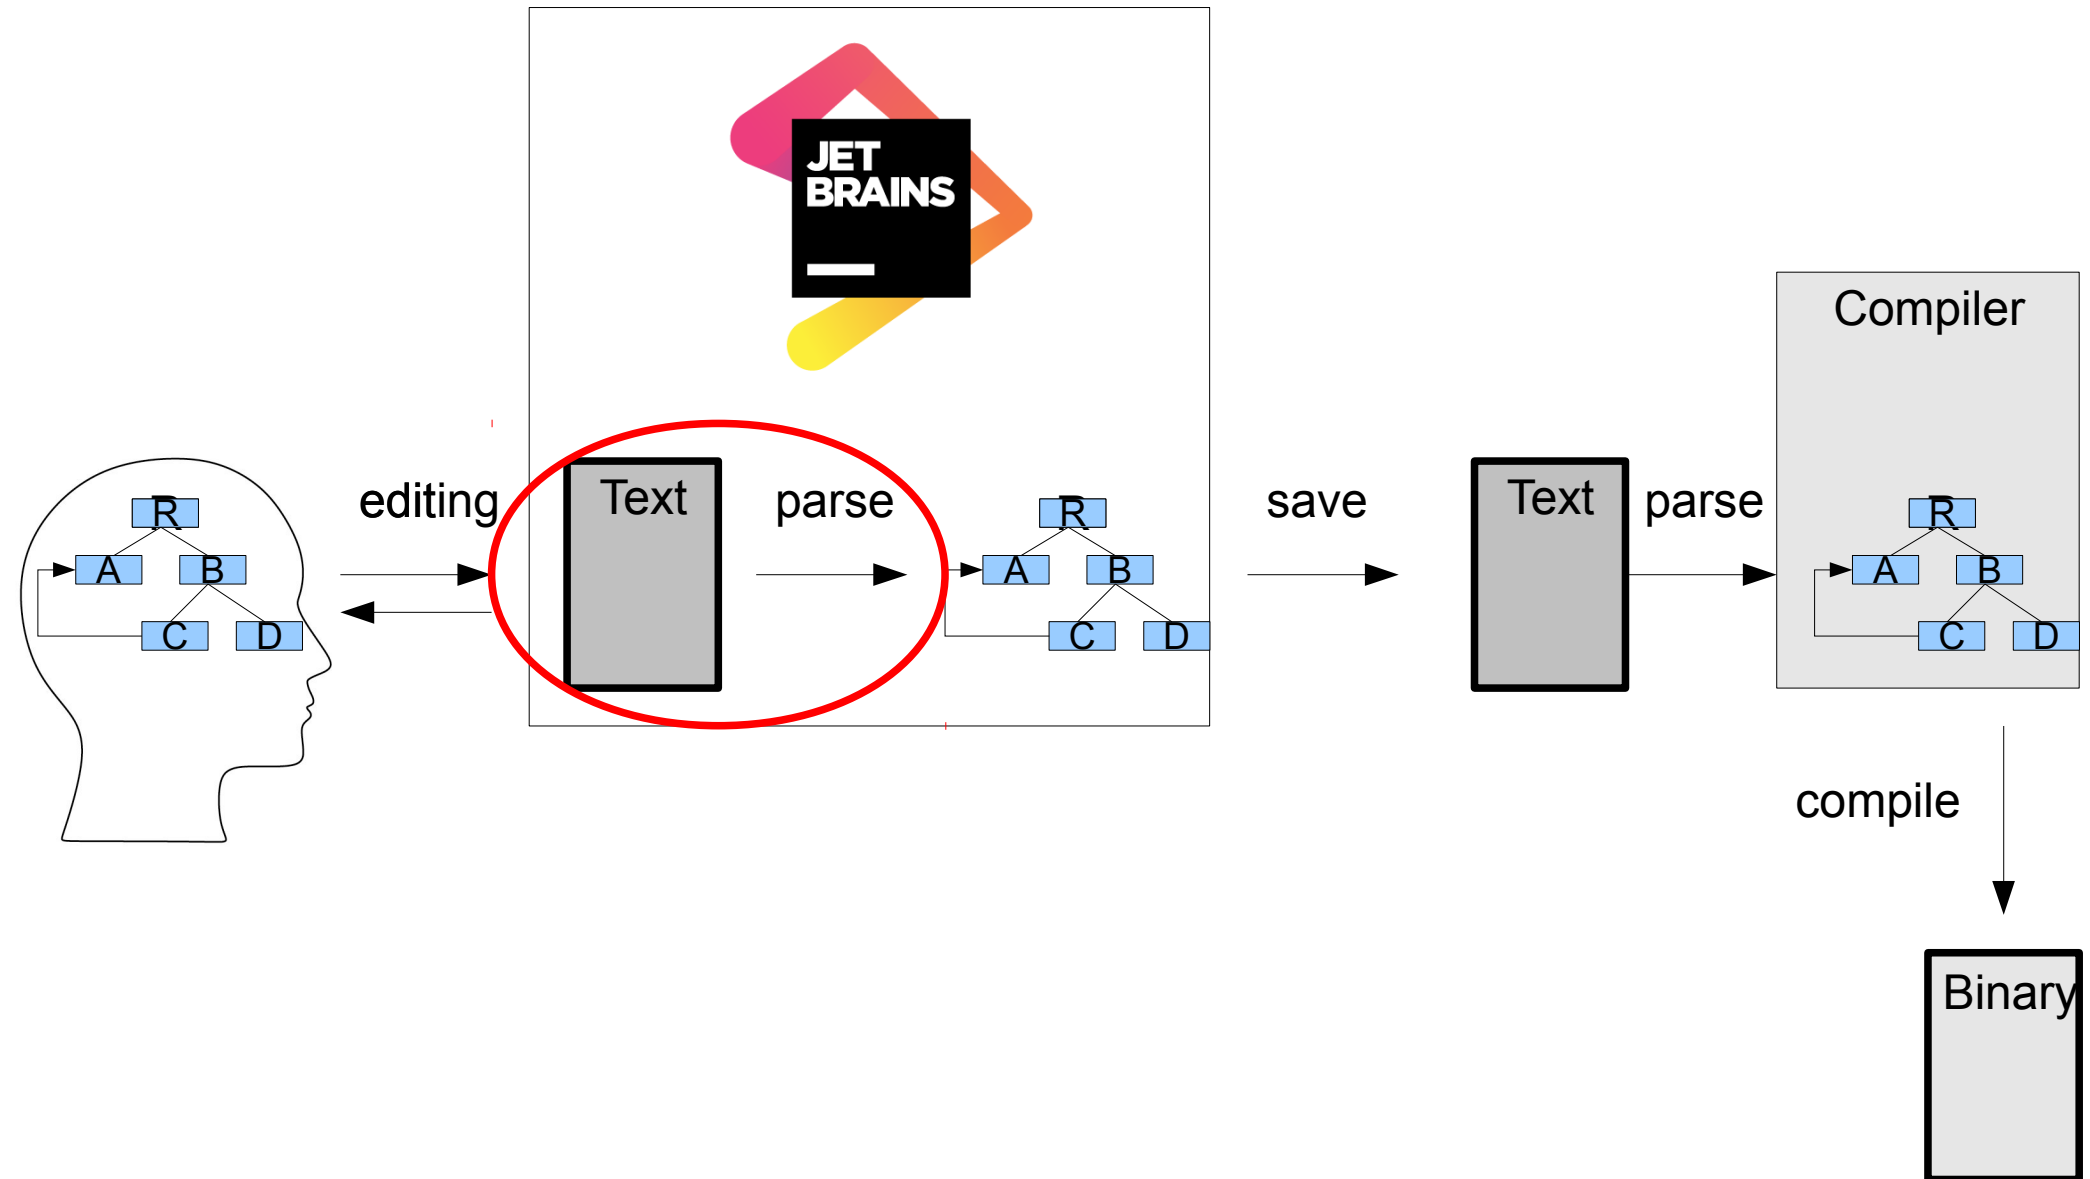 JET
BRAINS
Compiler
editing
Text
parse
save
Text
parse
R
A
B
C
D
R
A
B
C
D
R
A
B
C
D
compile
Binary